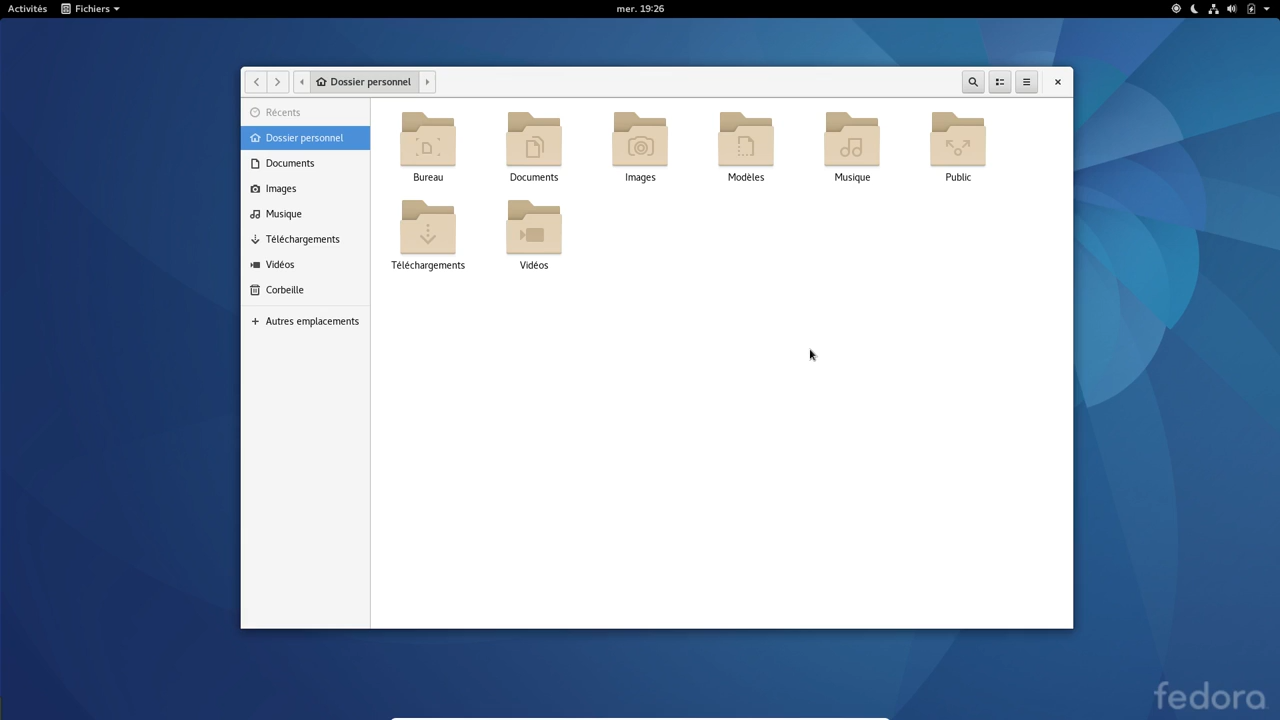 Activités Fichiers mer. 19:26
Dossier personnel
Récents
Dossier personnel
Documents
Images
Musique
Téléchargements
Vidéos
Corbeille
Autres emplacements
Bureau Documents Images Modèles Musique Public
Téléchargements Vidéos
fedora